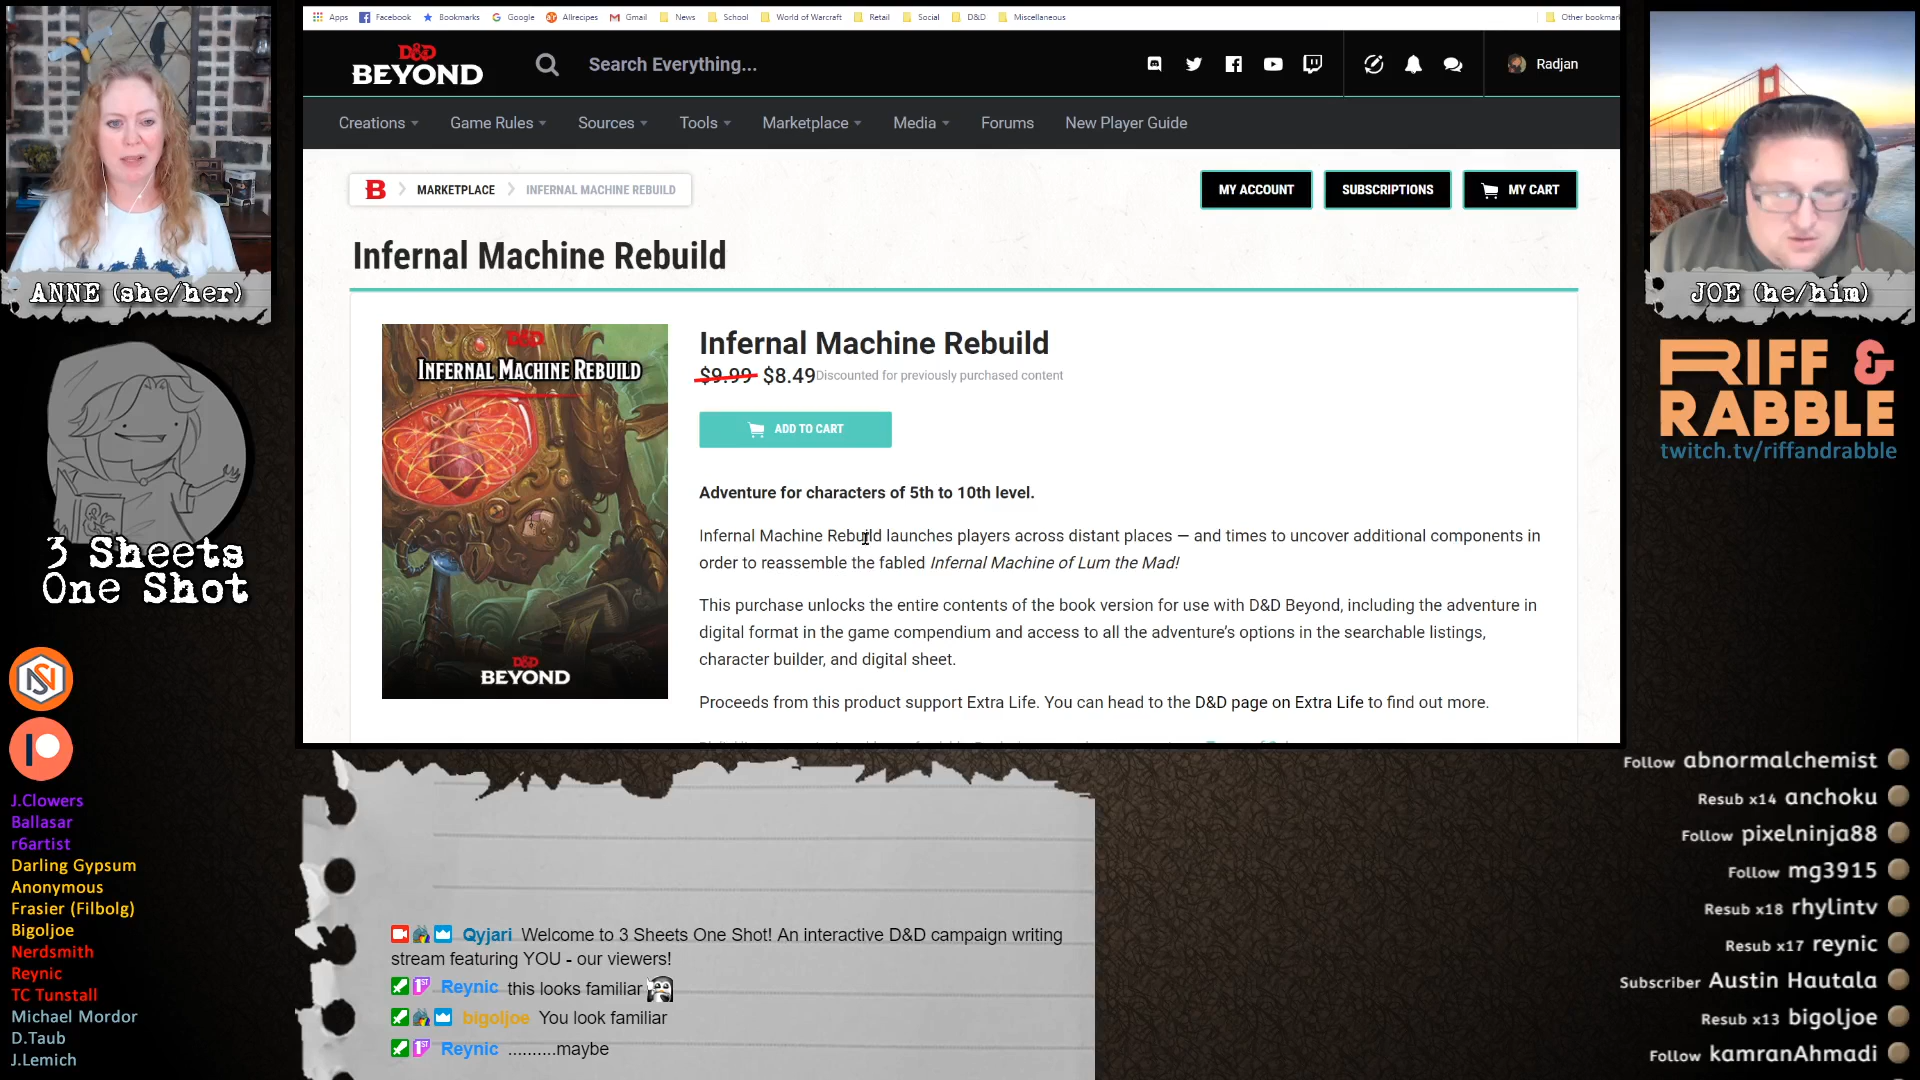 Apps Facebook Bookmarks Google Allrecipes Gmail News School World of Warcraft Retail Social D&D Miscellaneous Other bookmar
D&D
BEYOND
Search Everything...
Radjan
Creations Game Rules Sources Tools Marketplace Media Forums New Player Guide
B MARKETPLACE INFERNAL MACHINE REBUILD
MY ACCOUNT SUBSCRIPTIONS MY CART
Infernal Machine Rebuild
D&D
INFERNAL MACHINE REBUILD
D&D
BEYOND
Infernal Machine Rebuild
$9.99 $8.49 Discounted for previously purchased content
ADD TO CART
Adventure for characters of 5th to 10th level.
Infernal Machine Rebuild launches players across distant places — and times to uncover additional components in
order to reassemble the fabled Infernal Machine of Lum the Mad!
This purchase unlocks the entire contents of the book version for use with D&D Beyond, including the adventure in
digital format in the game compendium and access to all the adventure's options in the searchable listings,
character builder, and digital sheet.
Proceeds from this product support Extra Life. You can head to the D&D page on Extra Life to find out more.
ANNE (she/her)
3 Sheets
One Shot
J.Clowers
Ballasar
r6artist
Darling Gypsum
Anonymous
Frasier (Filbolg)
Bigoljoe
Nerdsmith
Reynic
TC Tunstall
Michael Mordor
D.Taub
J.Lemich
Qyjari Welcome to 3 Sheets One Shot! An interactive D&D campaign writing
stream featuring YOU - our viewers!
1ST Reynic this looks familiar
bigoljoe You look familiar
1ST Reynic ..........maybe
JOE (he/him)
RIFF &
RABBLE
twitch.tv/riffandrabble
Follow abnormalchemist
Resub x14 anchoku
Follow pixelninja88
Follow mg3915
Resub x18 rhylintv
Resub x17 reynic
Subscriber Austin Hautala
Resub x13 bigoljoe
Follow kamranAhmadi